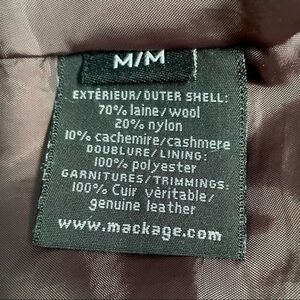 M/M
EXTÉRIEUR/OUTER SHELL:
70% laine/wool
20% nylon
10% cachemire/cashmere
DOUBLURE/LINING:
100% polyester
GARNITURES/TRIMMINGS:
100% Cuir véritable/
genuine leather
www.mackage.com